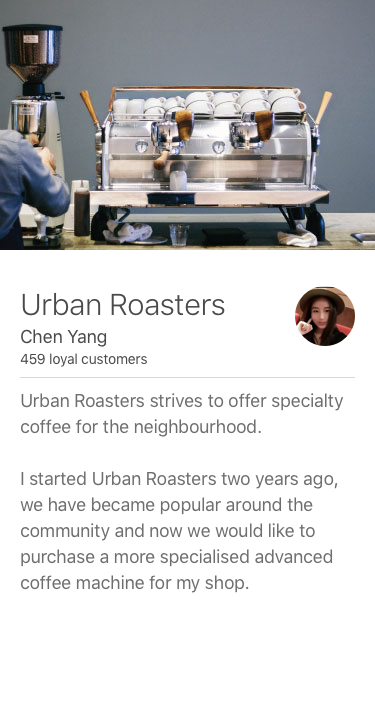 Urban Roasters
Chen Yang
459 loyal customers
Urban Roasters strives to offer specialty
coffee for the neighbourhood.
I started Urban Roasters two years ago,
we have became popular around the
community and now we would like to
purchase a more specialised advanced
coffee machine for my shop.